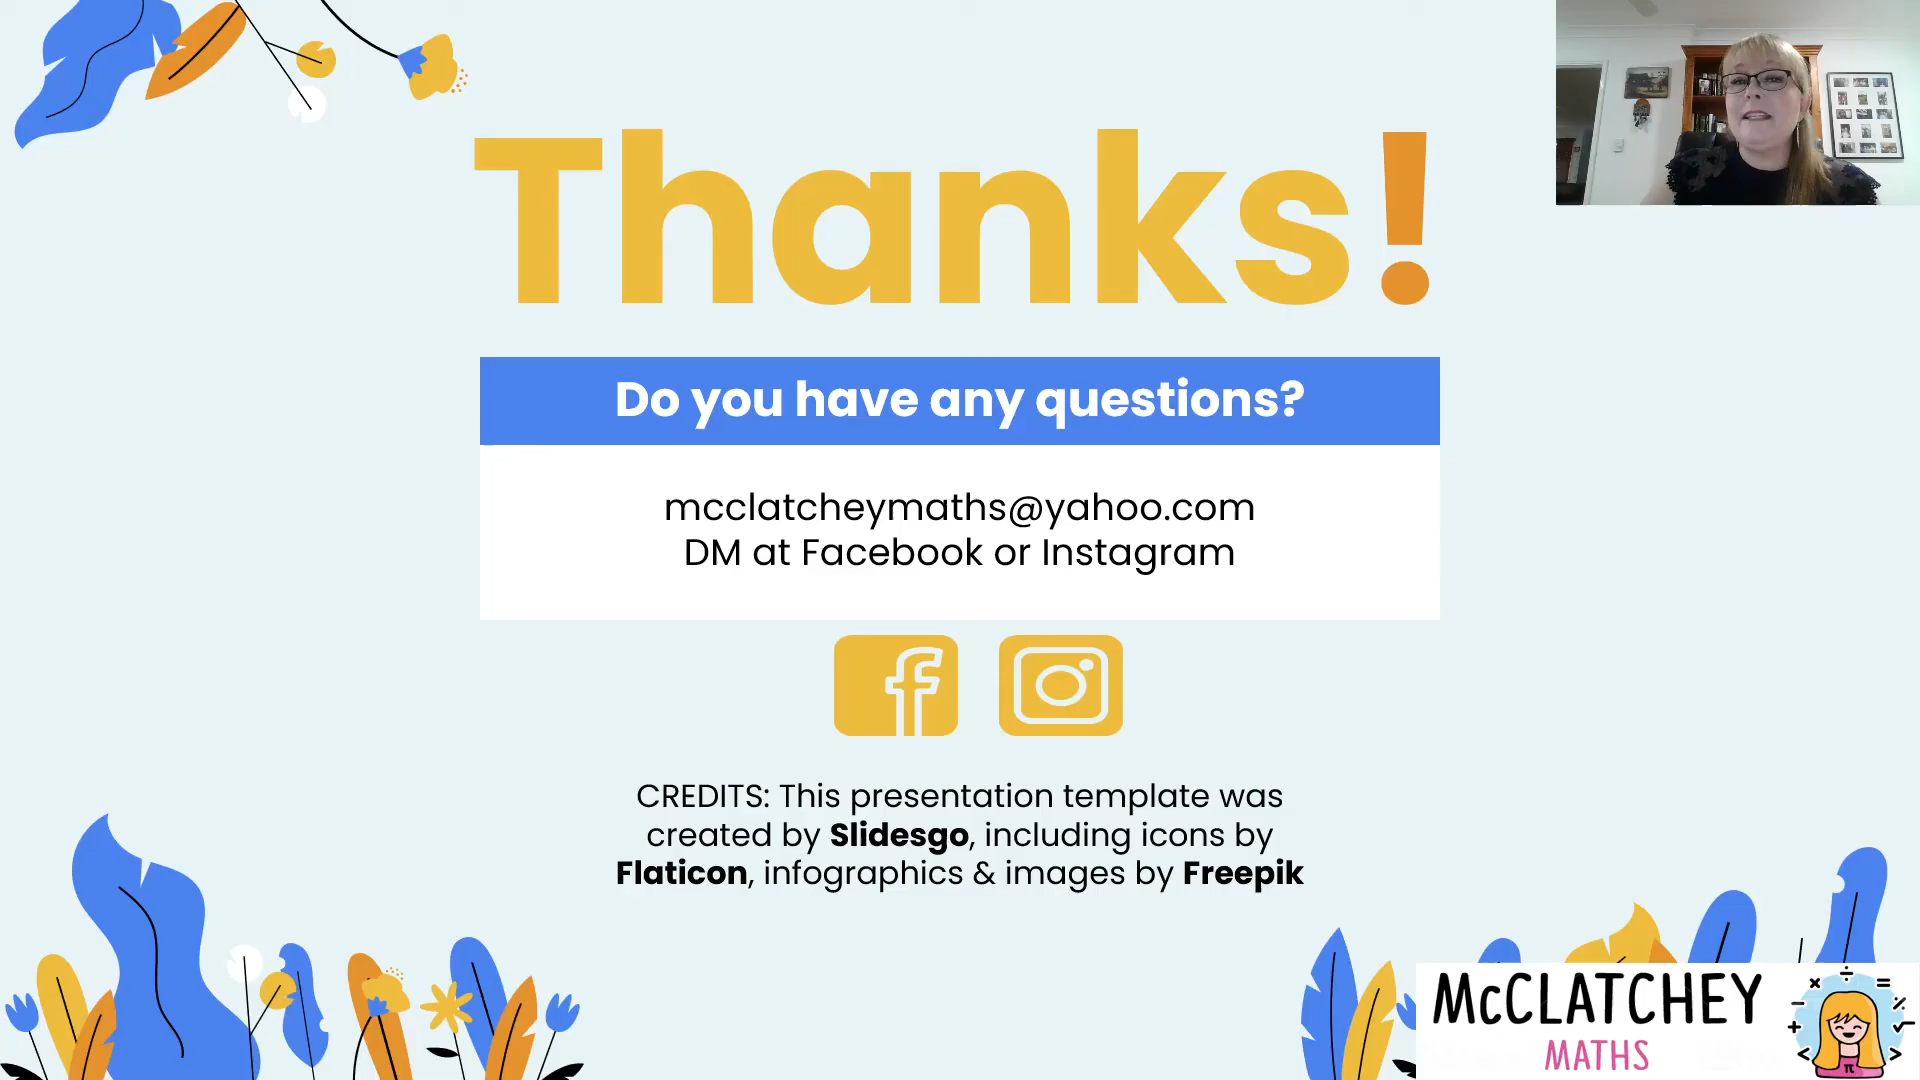 Thanks!
Do you have any questions?
mcclatcheymaths@yahoo.com
DM at Facebook or Instagram
CREDITS: This presentation template was
created by Slidesgo, including icons by
Flaticon, infographics & images by Freepik
McCLATCHEY
MATHS